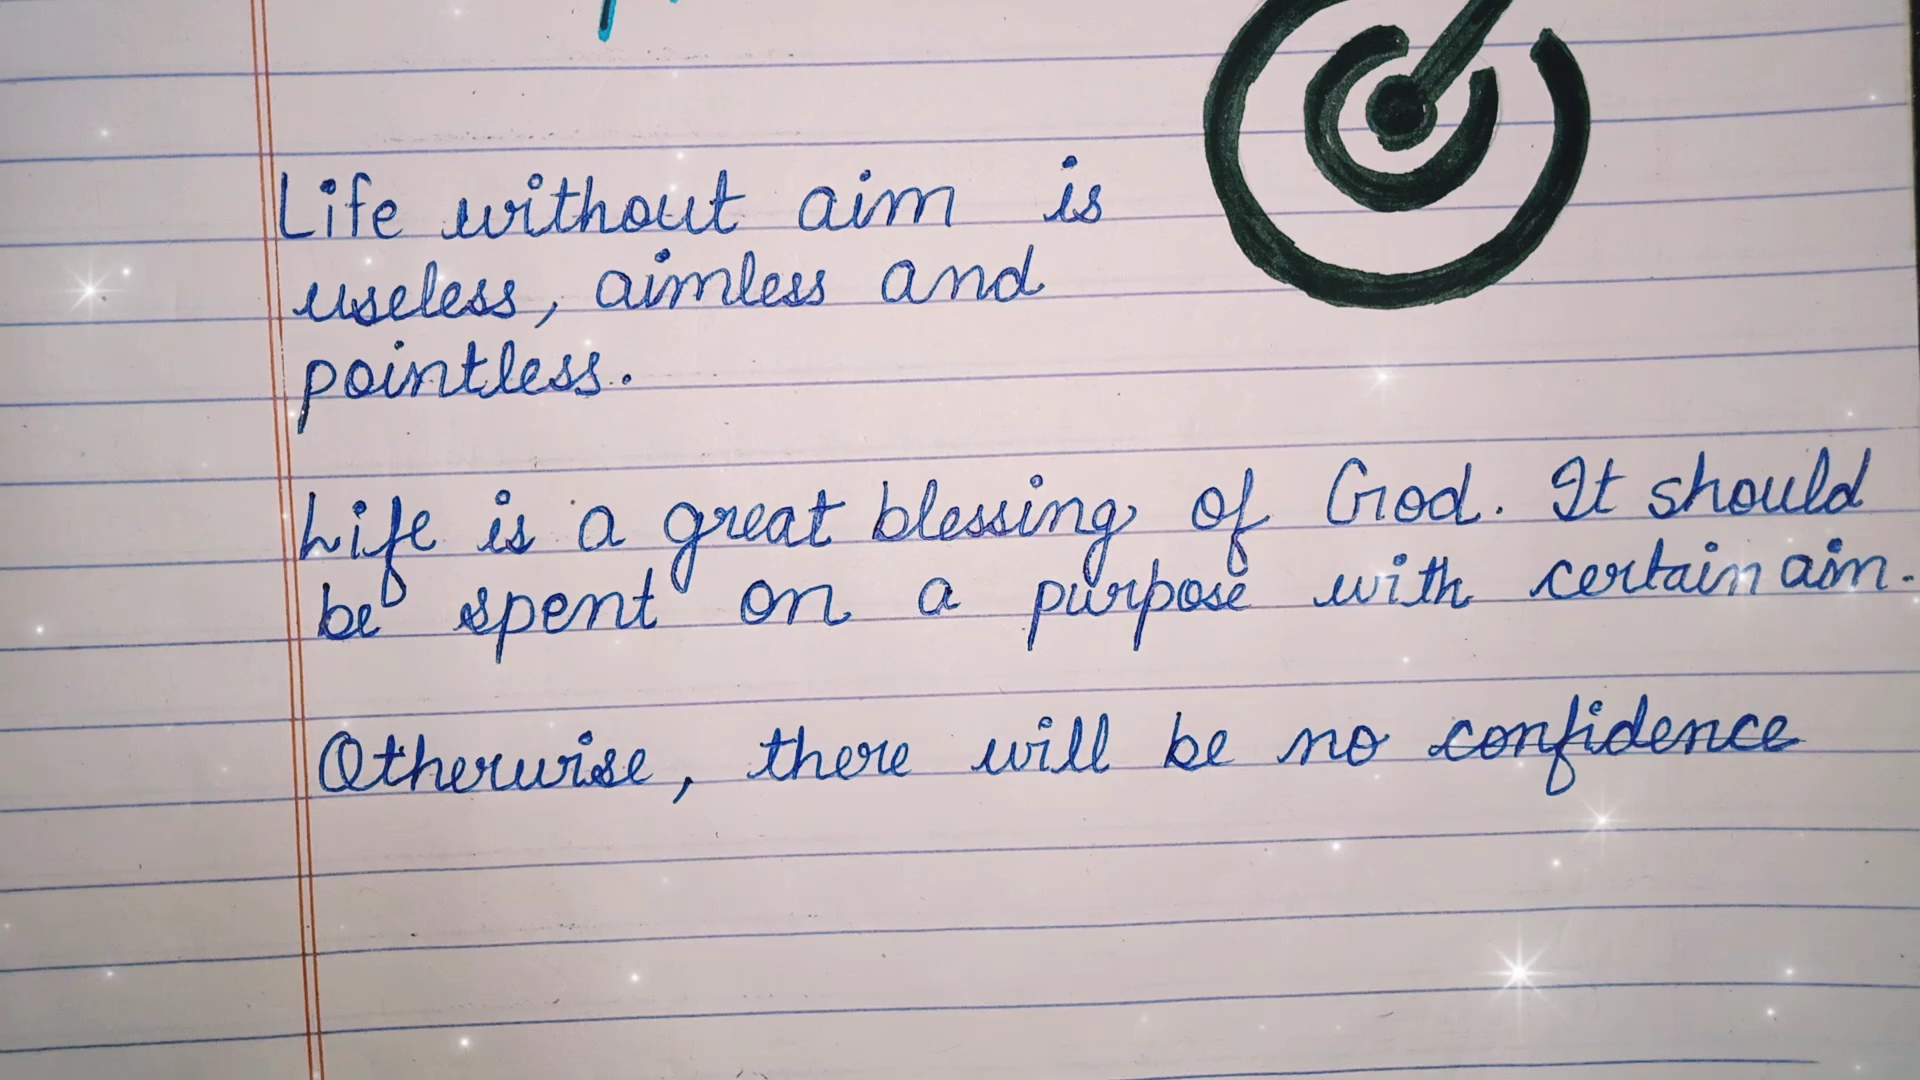 Life without aim is
useless, aimless and
pointless.
Life is a great blessing of God. It should
be spent on a purpose with certain aim.
Otherwise, there will be no confidence